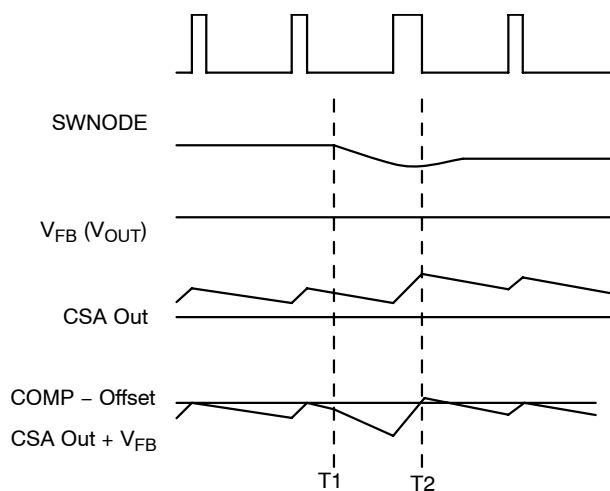 SWNODE
V_FB (V_OUT)
CSA Out
COMP – Offset
CSA Out + V_FB
T1
T2